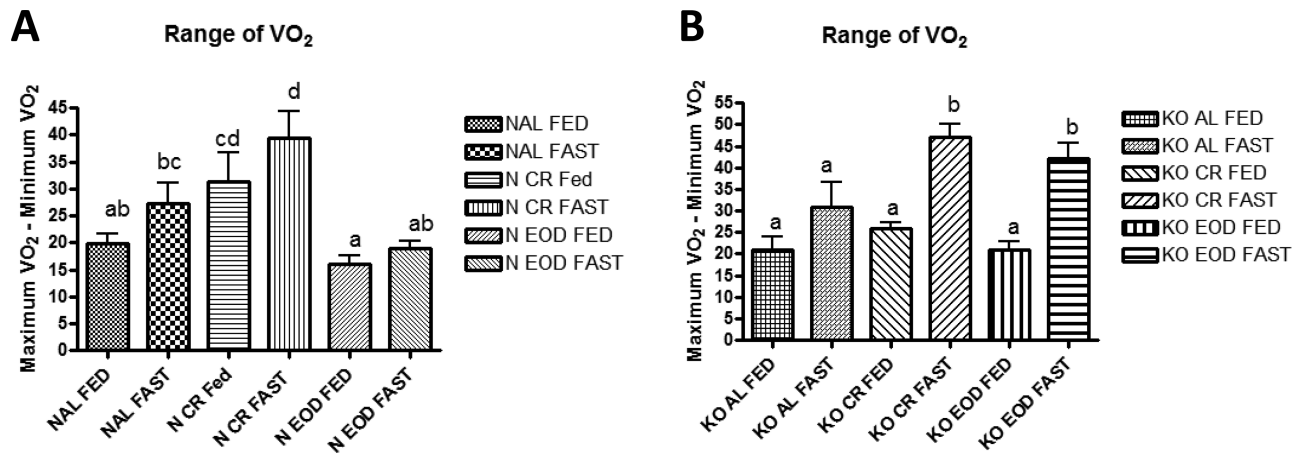 A
Range of VO₂
Maximum VO₂ - Minimum VO₂
45
40
35
30
25
20
15
10
5
0
ab
bc
cd
d
a
ab
NAL FED
NAL FAST
N CR Fed
N CR FAST
N EOD FED
N EOD FAST
NAL FED
NAL FAST
N CR Fed
N CR FAST
N EOD FED
N EOD FAST
B
Range of VO₂
Maximum VO₂ - Minimum VO₂
55
50
45
40
35
30
25
20
15
10
5
0
a
a
a
b
a
b
KO AL FED
KO AL FAST
KO CR FED
KO CR FAST
KO EOD FED
KO EOD FAST
KO AL FED
KO AL FAST
KO CR FED
KO CR FAST
KO EOD FED
KO EOD FAST